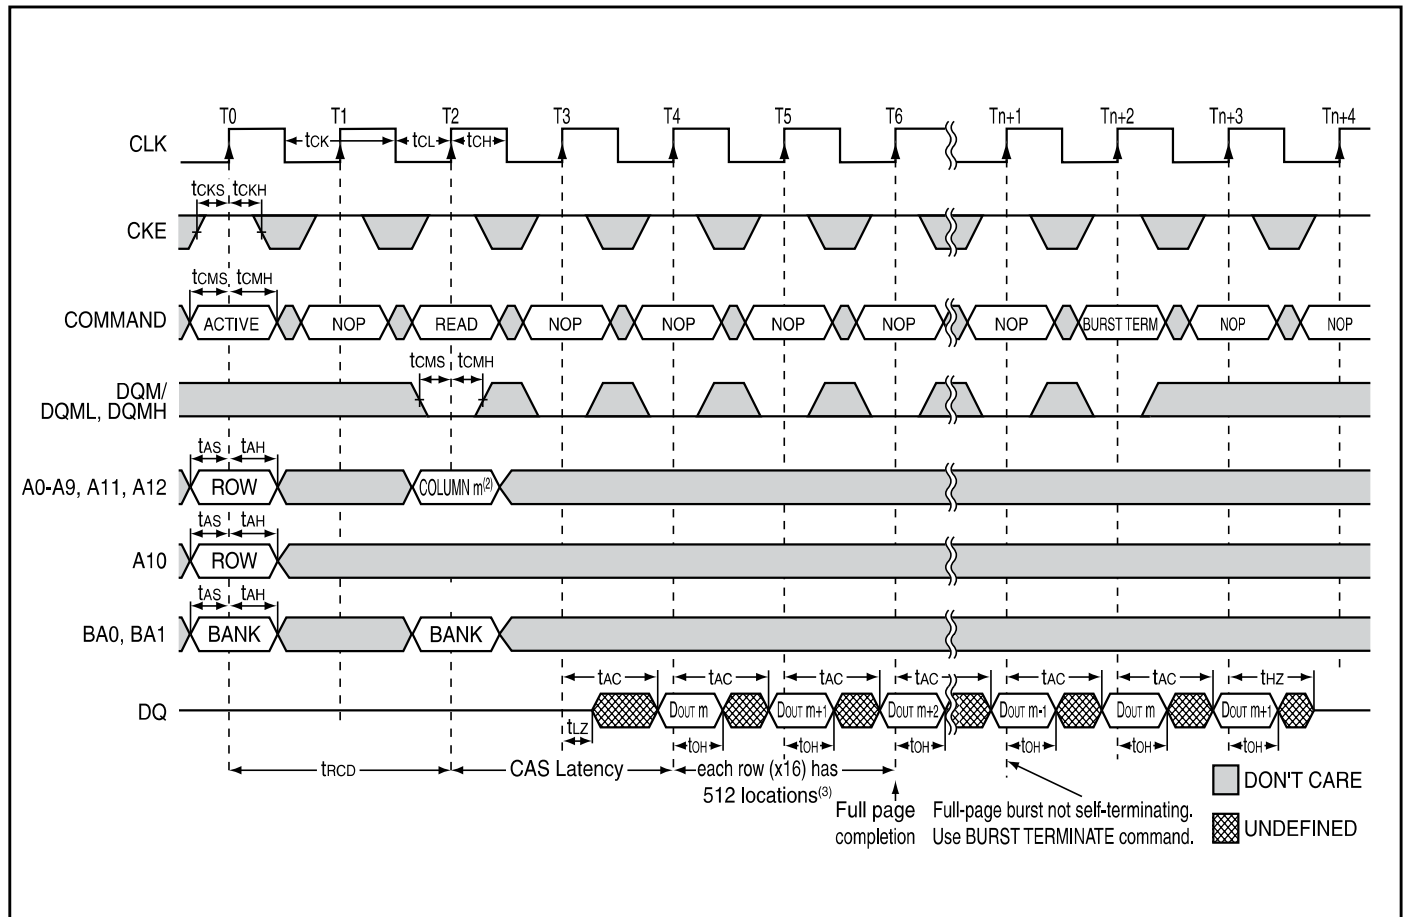 T0 T1 T2 T3 T4 T5 T6 Tn+1 Tn+2 Tn+3 Tn+4
CLK
tCK tCL tCH
tCKS tCKH
CKE
tCMS tCMH
COMMAND ACTIVE NOP READ NOP NOP NOP NOP NOP BURST TERM NOP NOP
tCMS tCMH
DQM/
DQML, DQMH
tAS tAH
A0-A9, A11, A12 ROW COLUMN m(2)
tAS tAH
A10 ROW
tAS tAH
BA0, BA1 BANK BANK
tAC tAC tAC tAC tAC tAC tHZ
DQ DOUT m DOUT m+1 DOUT m+2 DOUT m-1 DOUT m DOUT m+1
tLZ tOH tOH tOH tOH tOH tOH
tRCD CAS Latency each row (x16) has
512 locations(3)
Full page
completion
Full-page burst not self-terminating.
Use BURST TERMINATE command.
DON'T CARE
UNDEFINED